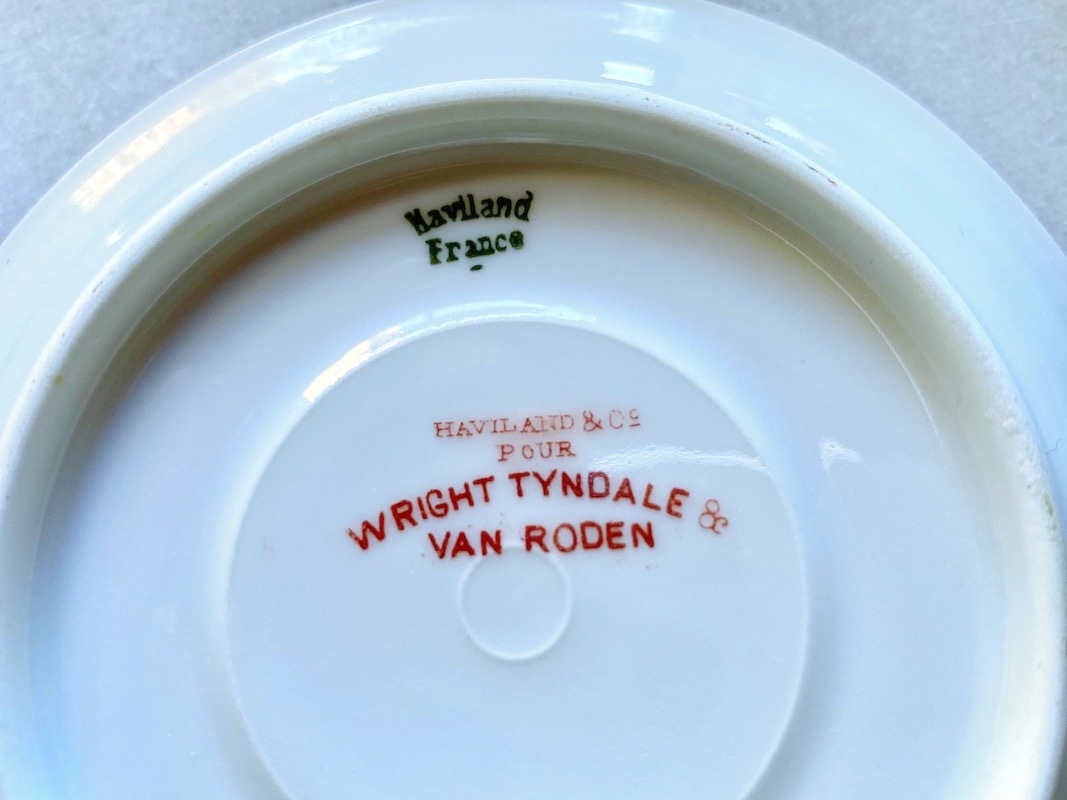 Haviland
France
HAVILAND & Co
POUR
WRIGHT TYNDALE &
VAN RODEN